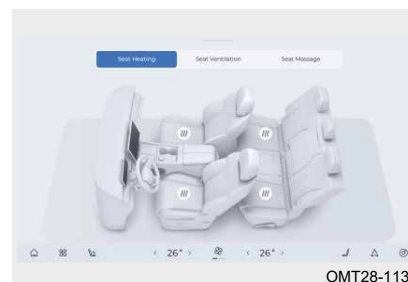 Seat Heating Seat Ventilation Seat Massage
‹ 26° › ‹ 26° ›
OMT28-113